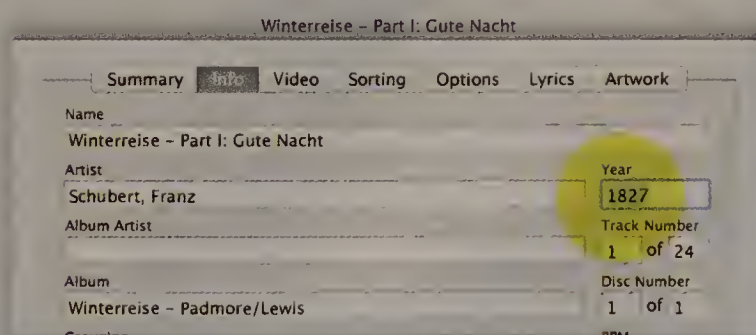 Winterreise – Part I: Gute Nacht
Summary Info Video Sorting Options Lyrics Artwork
Name
Winterreise – Part I: Gute Nacht
Artist Year
Schubert, Franz 1827
Album Artist Track Number
1 of 24
Album Disc Number
Winterreise – Padmore/Lewis 1 of 1